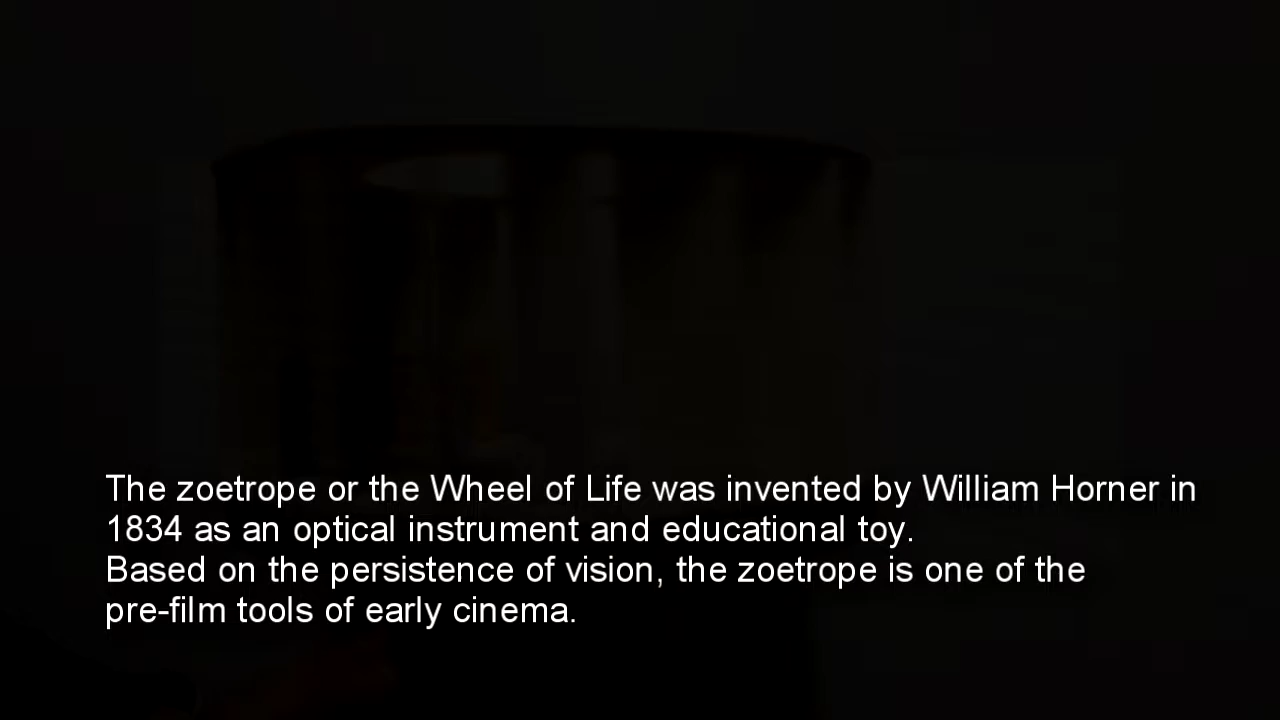 The zoetrope or the Wheel of Life was invented by William Horner in
1834 as an optical instrument and educational toy.
Based on the persistence of vision, the zoetrope is one of the
pre-film tools of early cinema.